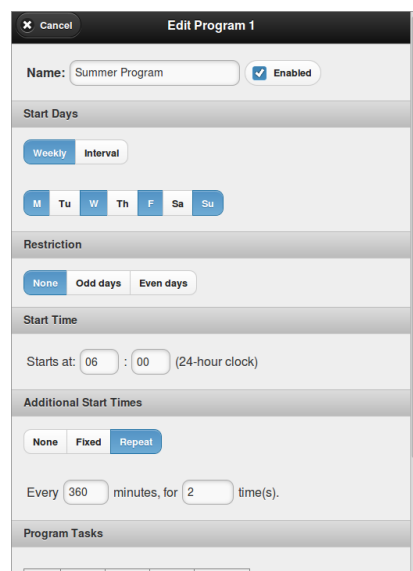 Cancel Edit Program 1
Name: Summer Program Enabled
Start Days
Weekly Interval
M Tu W Th F Sa Su
Restriction
None Odd days Even days
Start Time
Starts at: 06 : 00 (24-hour clock)
Additional Start Times
None Fixed Repeat
Every 360 minutes, for 2 time(s).
Program Tasks